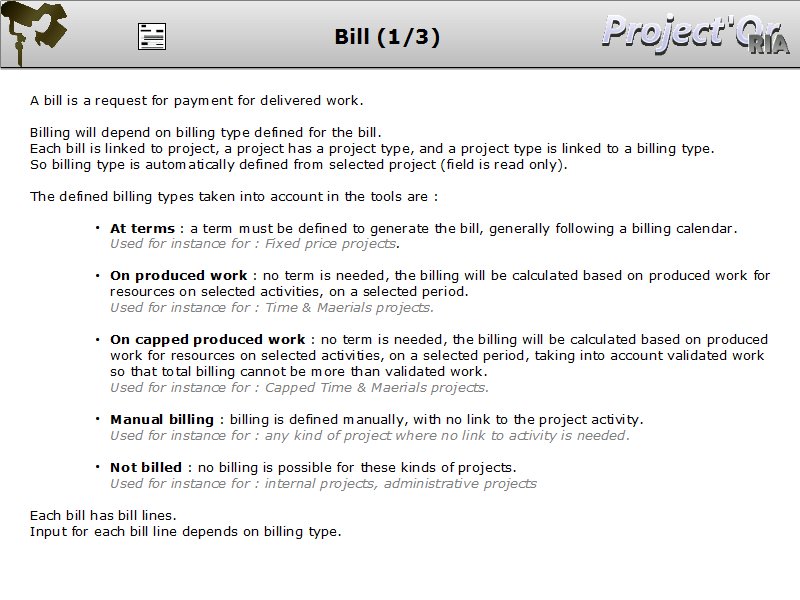 Bill (1/3)
Project'Or
RIA
A bill is a request for payment for delivered work.
Billing will depend on billing type defined for the bill.
Each bill is linked to project, a project has a project type, and a project type is linked to a billing type.
So billing type is automatically defined from selected project (field is read only).
The defined billing types taken into account in the tools are :
• At terms : a term must be defined to generate the bill, generally following a billing calendar.
Used for instance for : Fixed price projects.
• On produced work : no term is needed, the billing will be calculated based on produced work for
resources on selected activities, on a selected period.
Used for instance for : Time & Maerials projects.
• On capped produced work : no term is needed, the billing will be calculated based on produced
work for resources on selected activities, on a selected period, taking into account validated work
so that total billing cannot be more than validated work.
Used for instance for : Capped Time & Maerials projects.
• Manual billing : billing is defined manually, with no link to the project activity.
Used for instance for : any kind of project where no link to activity is needed.
• Not billed : no billing is possible for these kinds of projects.
Used for instance for : internal projects, administrative projects
Each bill has bill lines.
Input for each bill line depends on billing type.